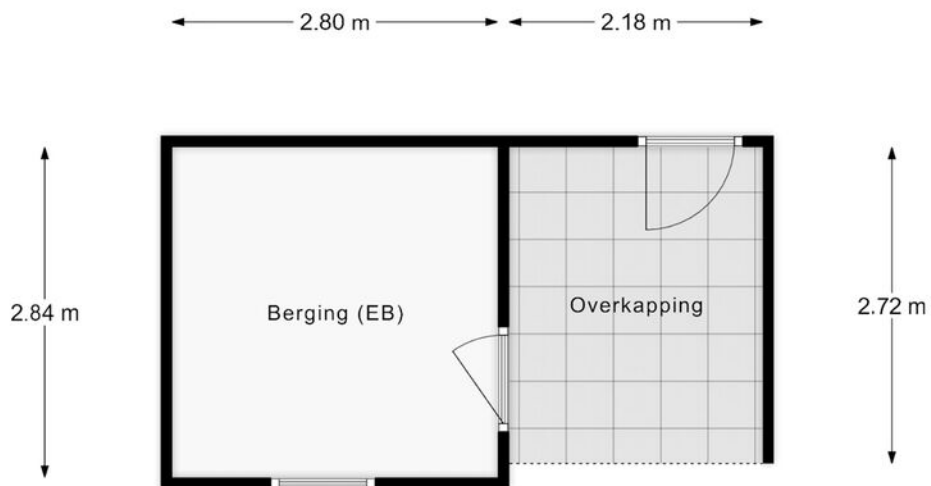 2.80 m
2.18 m
2.84 m
Berging (EB)
Overkapping
2.72 m